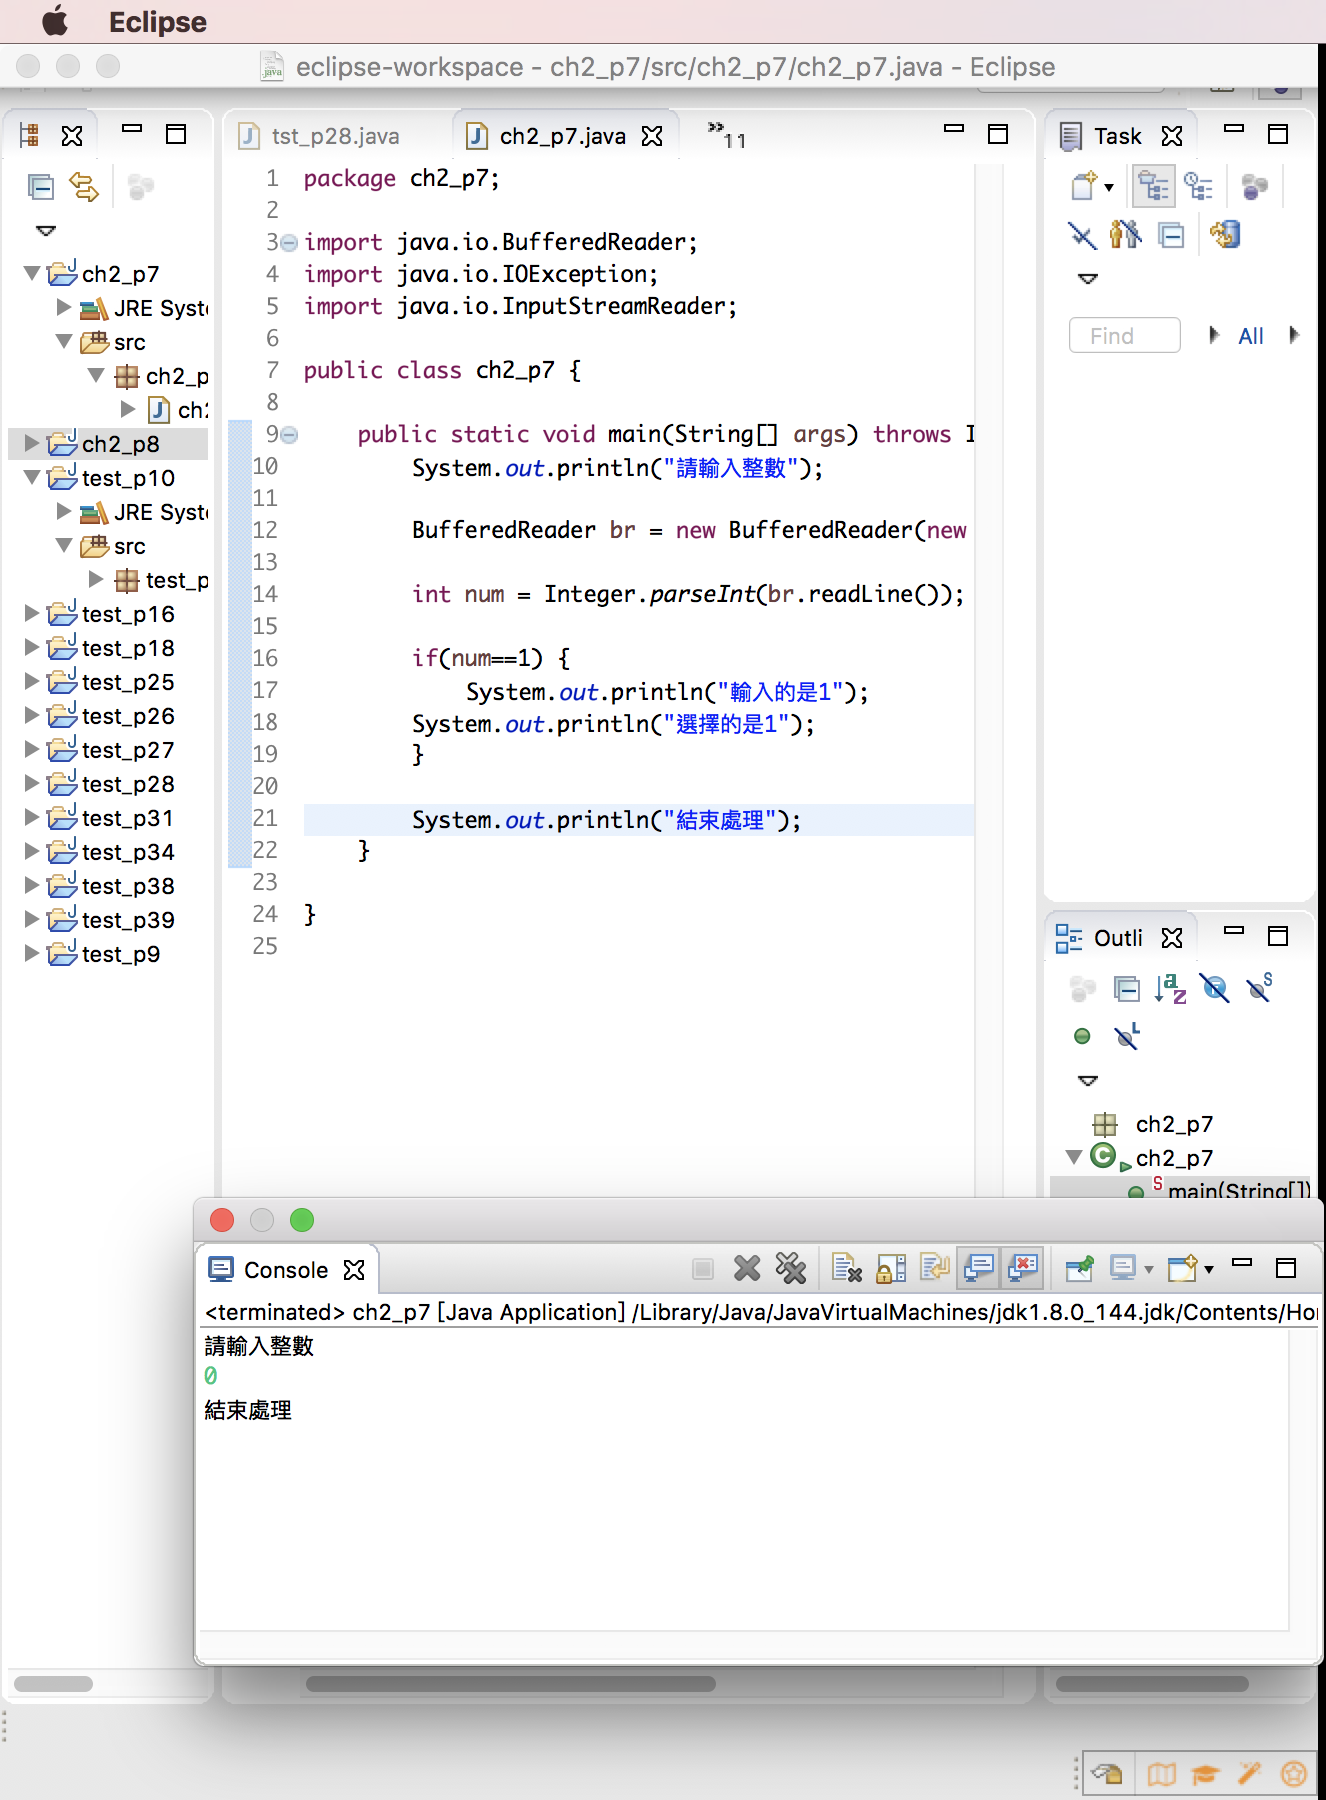 Eclipse
eclipse-workspace - ch2_p7/src/ch2_p7/ch2_p7.java - Eclipse
tst_p28.java
ch2_p7.java
»11
Task
ch2_p7
JRE Syste
src
ch2_p
ch2
ch2_p8
test_p10
JRE Syste
src
test_p
test_p16
test_p18
test_p25
test_p26
test_p27
test_p28
test_p31
test_p34
test_p38
test_p39
test_p9
1 package ch2_p7;
2
3 import java.io.BufferedReader;
4 import java.io.IOException;
5 import java.io.InputStreamReader;
6
7 public class ch2_p7 {
8
9 public static void main(String[] args) throws I
10 System.out.println("請輸入整數");
11
12 BufferedReader br = new BufferedReader(new
13
14 int num = Integer.parseInt(br.readLine());
15
16 if(num==1) {
17 System.out.println("輸入的是1");
18 System.out.println("選擇的是1");
19 }
20
21 System.out.println("結束處理");
22 }
23
24 }
25
Find
All
Outli
ch2_p7
ch2_p7
main(String[])
Console
<terminated> ch2_p7 [Java Application] /Library/Java/JavaVirtualMachines/jdk1.8.0_144.jdk/Contents/Ho
請輸入整數
0
結束處理